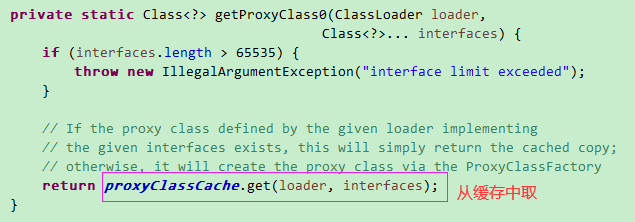 private static Class<?> getProxyClass0(ClassLoader loader,
                                       Class<?>... interfaces) {
    if (interfaces.length > 65535) {
        throw new IllegalArgumentException("interface limit exceeded");
    }

    // If the proxy class defined by the given loader implementing
    // the given interfaces exists, this will simply return the cached copy;
    // otherwise, it will create the proxy class via the ProxyClassFactory
    return proxyClassCache.get(loader, interfaces);
从缓存中取
}